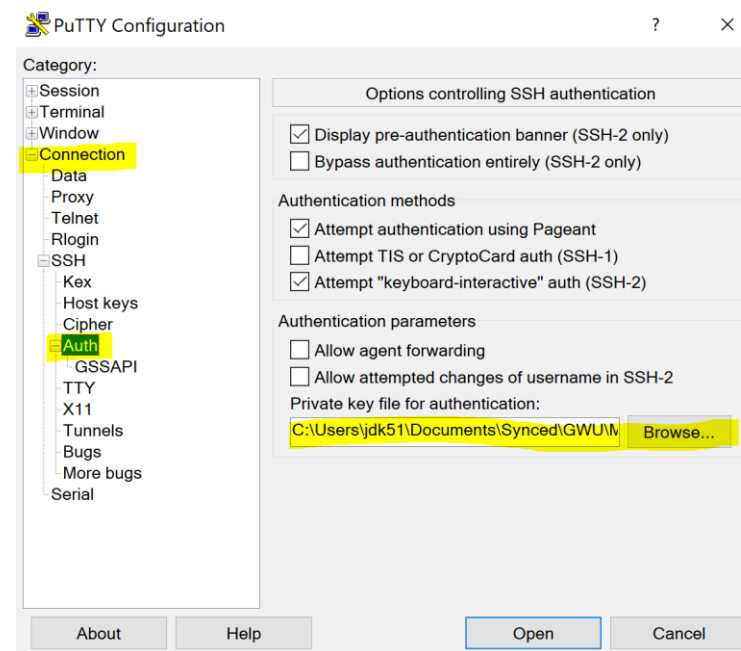 PuTTY Configuration
?
×
Category:
Session
Terminal
Window
Connection
Data
Proxy
Telnet
Rlogin
SSH
Kex
Host keys
Cipher
Auth
GSSAPI
TTY
X11
Tunnels
Bugs
More bugs
Serial
Options controlling SSH authentication
Display pre-authentication banner (SSH-2 only)
Bypass authentication entirely (SSH-2 only)
Authentication methods
Attempt authentication using Pageant
Attempt TIS or CryptoCard auth (SSH-1)
Attempt "keyboard-interactive" auth (SSH-2)
Authentication parameters
Allow agent forwarding
Allow attempted changes of username in SSH-2
Private key file for authentication:
C:\Users\jdk51\Documents\Synced\GWU\
Browse...
About
Help
Open
Cancel